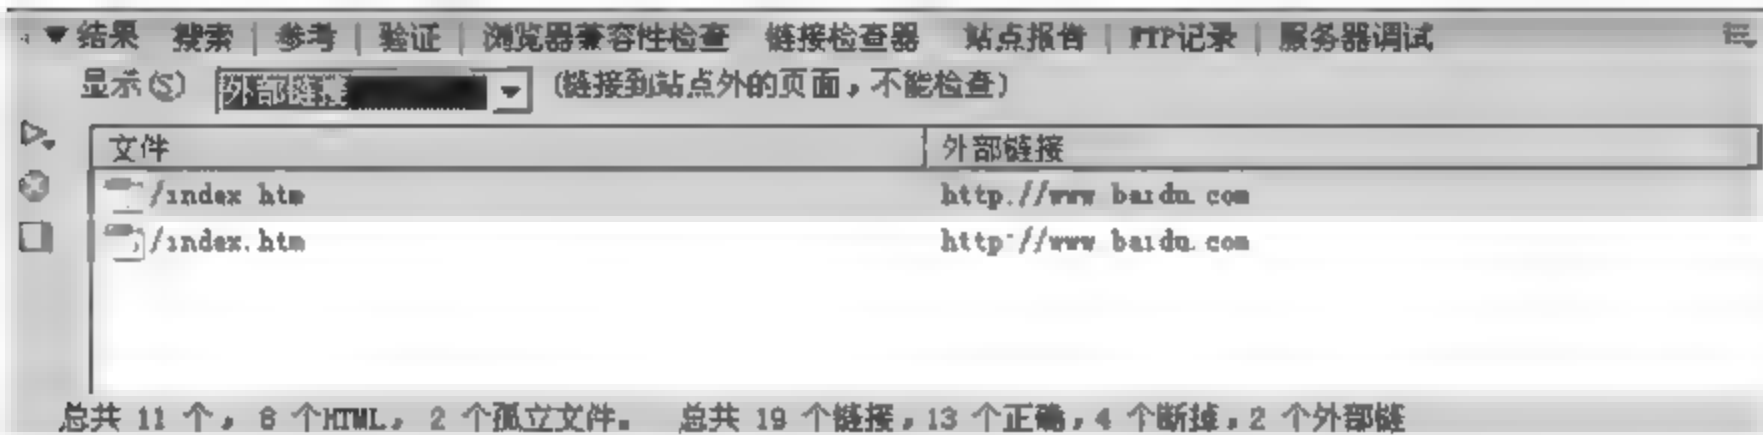 ▼ 结果 搜索 | 参考 | 验证 | 浏览器兼容性检查 链接检查器 站点报告 | FTP记录 | 服务器调试
显示(S) 外部链接 (链接到站点外的页面，不能检查)
文件 外部链接
/index.htm http://www.baidu.com
/index.htm http://www.baidu.com
总共 11 个， 8 个HTML， 2 个孤立文件。 总共 19 个链接，13 个正确，4 个断掉，2 个外部链